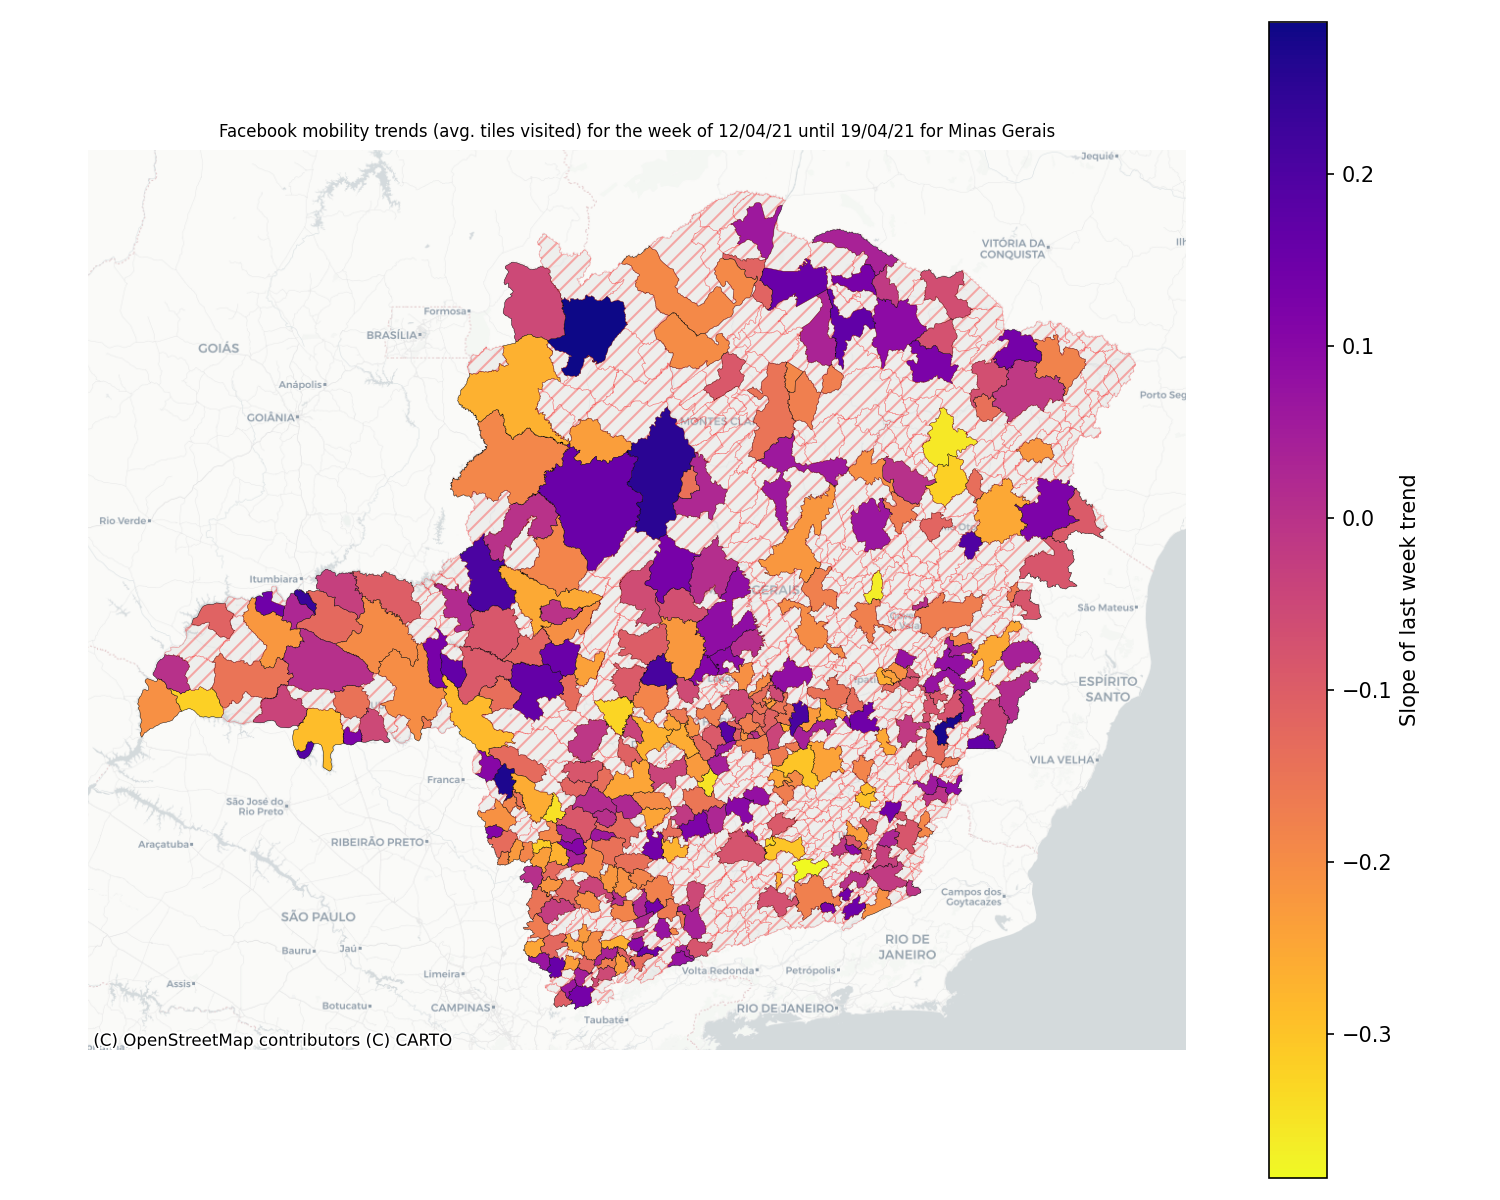 Facebook mobility trends (avg. tiles visited) for the week of 12/04/21 until 19/04/21 for Minas Gerais
Jequié
VITÓRIA DA
CONQUISTA
Ilh
Formosa
BRASÍLIA
GOIÁS
Anápolis
GOIÂNIA
Porto Seg
MONTES CLA
Rio Verde
Itumbiara
GERAIS
São Mateus
ESPÍRITO
SANTO
VILA VELHA
Franca
São José do
Rio Preto
RIBEIRÃO PRETO
Araçatuba
Campos dos
Goytacazes
SÃO PAULO
RIO DE
JANEIRO
Bauru
Jaú
Limeira
Volta Redonda
Petrópolis
Assis
Botucatu
CAMPINAS
RIO DE JANEIRO
Taubaté
(C) OpenStreetMap contributors (C) CARTO
0.2
0.1
0.0
−0.1
−0.2
−0.3
Slope of last week trend